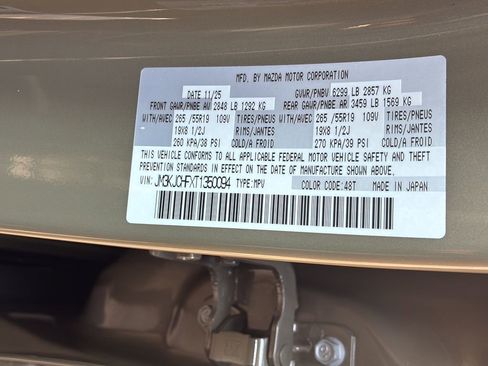 MFD. BY MAZDA MOTOR CORPORATION
DATE 11/25 GVWR/PNBV 6299 LB 2857 KG
FRONT GAWR/PNBE AV 2848 LB 1292 KG REAR GAWR/PNBE AR 3459 LB 1569 KG
WITH/AVEC 265 /55R19 109V TIRES/PNEUS WITH/AVEC 265 /55R19 109V TIRES/PNEUS
19X8 1/2J RIMS/JANTES 19X8 1/2J RIMS/JANTES
260 KPA/38 PSI COLD/A FROID 270 KPA/39 PSI COLD/A FROID
THIS VEHICLE CONFORMS TO ALL APPLICABLE FEDERAL MOTOR VEHICLE SAFETY AND THEFT
PREVENTION STANDARDS IN EFFECT ON THE DATE OF MANUFACTURE SHOWN ABOVE.
VIN: JM3KJCHFXT1350094 TYPE:MPV COLOR CODE:48T MADE IN JAPAN